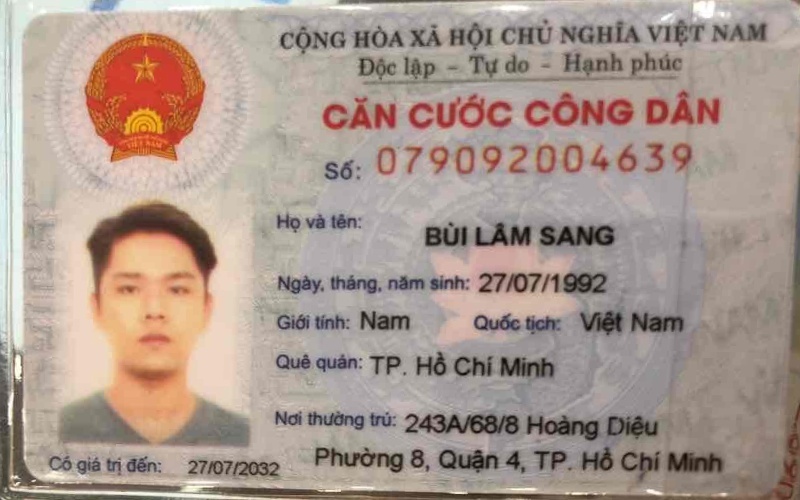 CỘNG HÒA XÃ HỘI CHỦ NGHĨA VIỆT NAM
Độc lập - Tự do - Hạnh phúc
CĂN CƯỚC CÔNG DÂN
Số: 079092004639
Họ và tên: BÙI LÂM SANG
Ngày, tháng, năm sinh: 27/07/1992
Giới tính: Nam Quốc tịch: Việt Nam
Quê quán: TP. Hồ Chí Minh
Nơi thường trú: 243A/68/8 Hoàng Diệu
Phường 8, Quận 4, TP. Hồ Chí Minh
Có giá trị đến: 27/07/2032